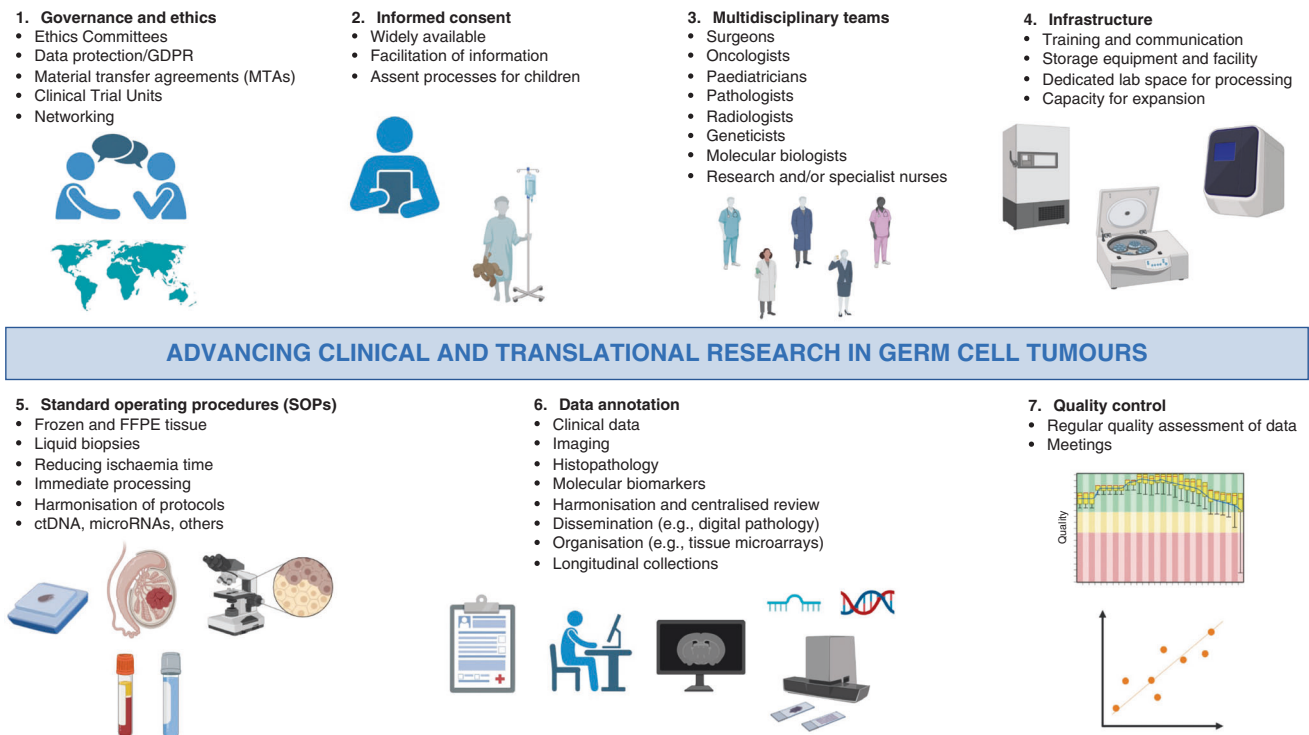 1. Governance and ethics
• Ethics Committees
• Data protection/GDPR
• Material transfer agreements (MTAs)
• Clinical Trial Units
• Networking
2. Informed consent
• Widely available
• Facilitation of information
• Assent processes for children
3. Multidisciplinary teams
• Surgeons
• Oncologists
• Paediatricians
• Pathologists
• Radiologists
• Geneticists
• Molecular biologists
• Research and/or specialist nurses
4. Infrastructure
• Training and communication
• Storage equipment and facility
• Dedicated lab space for processing
• Capacity for expansion
ADVANCING CLINICAL AND TRANSLATIONAL RESEARCH IN GERM CELL TUMOURS
5. Standard operating procedures (SOPs)
• Frozen and FFPE tissue
• Liquid biopsies
• Reducing ischaemia time
• Immediate processing
• Harmonisation of protocols
• ctDNA, microRNAs, others
6. Data annotation
• Clinical data
• Imaging
• Histopathology
• Molecular biomarkers
• Harmonisation and centralised review
• Dissemination (e.g., digital pathology)
• Organisation (e.g., tissue microarrays)
• Longitudinal collections
7. Quality control
• Regular quality assessment of data
• Meetings
Quality